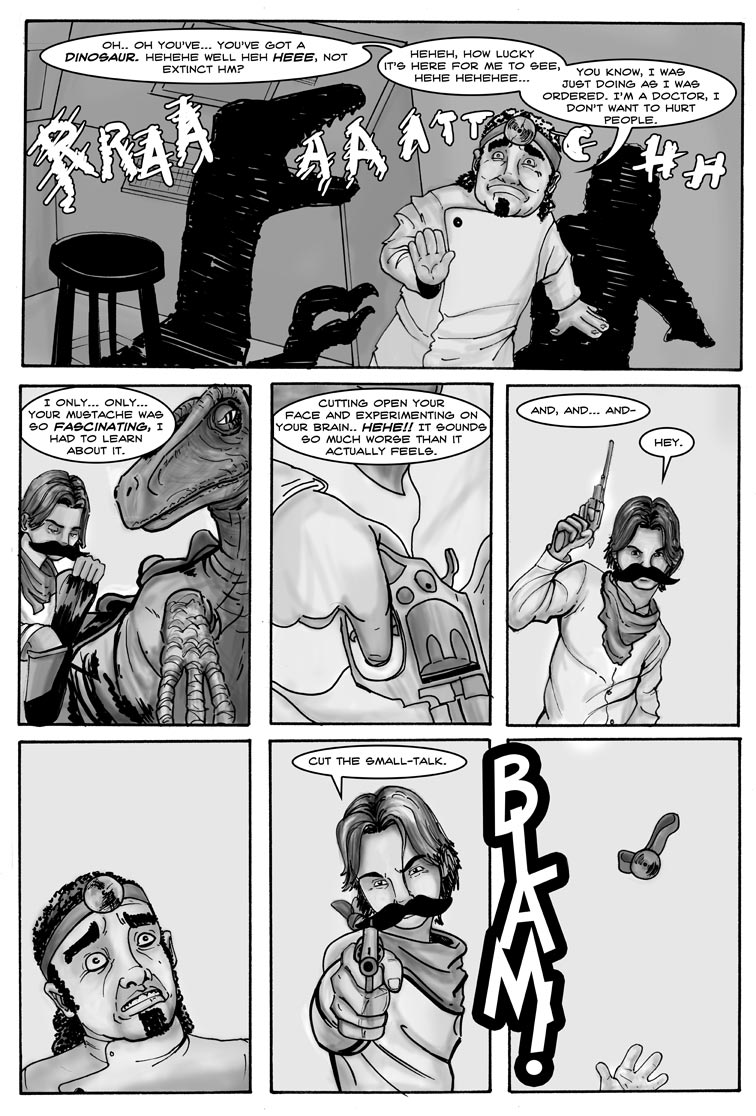 OH.. OH YOU'VE... YOU'VE GOT A
DINOSAUR. HEHEHE WELL HEH HEEE, NOT
EXTINCT HM?
HEHEH, HOW LUCKY
IT'S HERE FOR ME TO SEE,
HEHE HEHEHEE...
YOU KNOW, I WAS
JUST DOING AS I WAS
ORDERED. I'M A DOCTOR, I
DON'T WANT TO HURT
PEOPLE.
RRAAAAATTCHH
I ONLY... ONLY...
YOUR MUSTACHE WAS
SO FASCINATING, I
HAD TO LEARN
ABOUT IT.
CUTTING OPEN YOUR
FACE AND EXPERIMENTING ON
YOUR BRAIN.. HEHE!! IT SOUNDS
SO MUCH WORSE THAN IT
ACTUALLY FEELS.
AND, AND... AND-
HEY.
CUT THE SMALL-TALK.
BLAM!